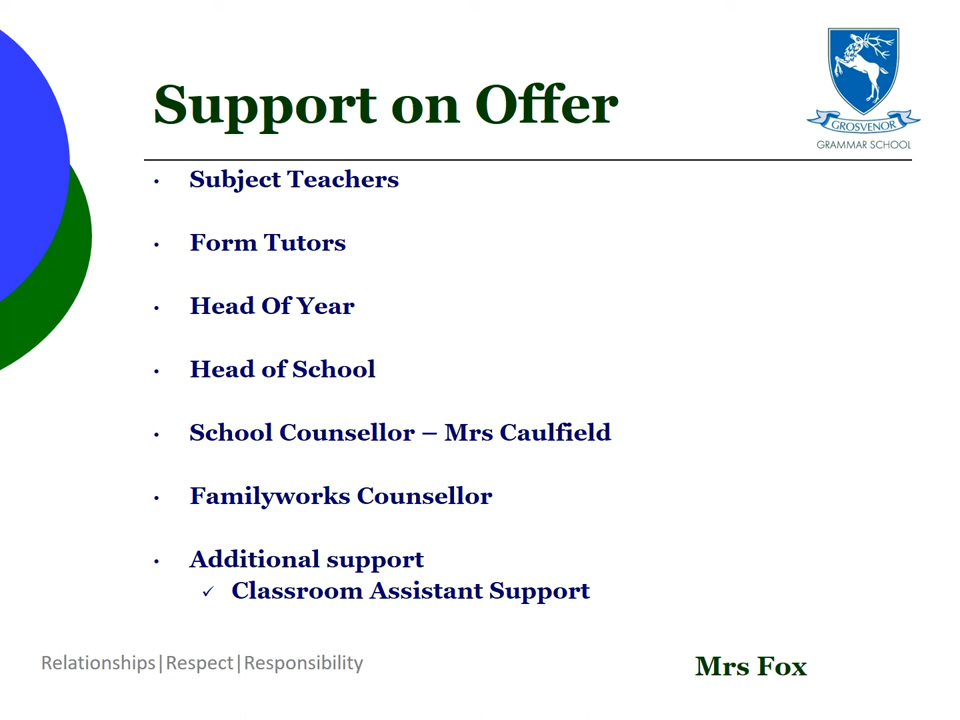 Support on Offer
GROSVENOR
GRAMMAR SCHOOL
• Subject Teachers
• Form Tutors
• Head Of Year
• Head of School
• School Counsellor – Mrs Caulfield
• Familyworks Counsellor
• Additional support
✓ Classroom Assistant Support
Relationships|Respect|Responsibility
Mrs Fox